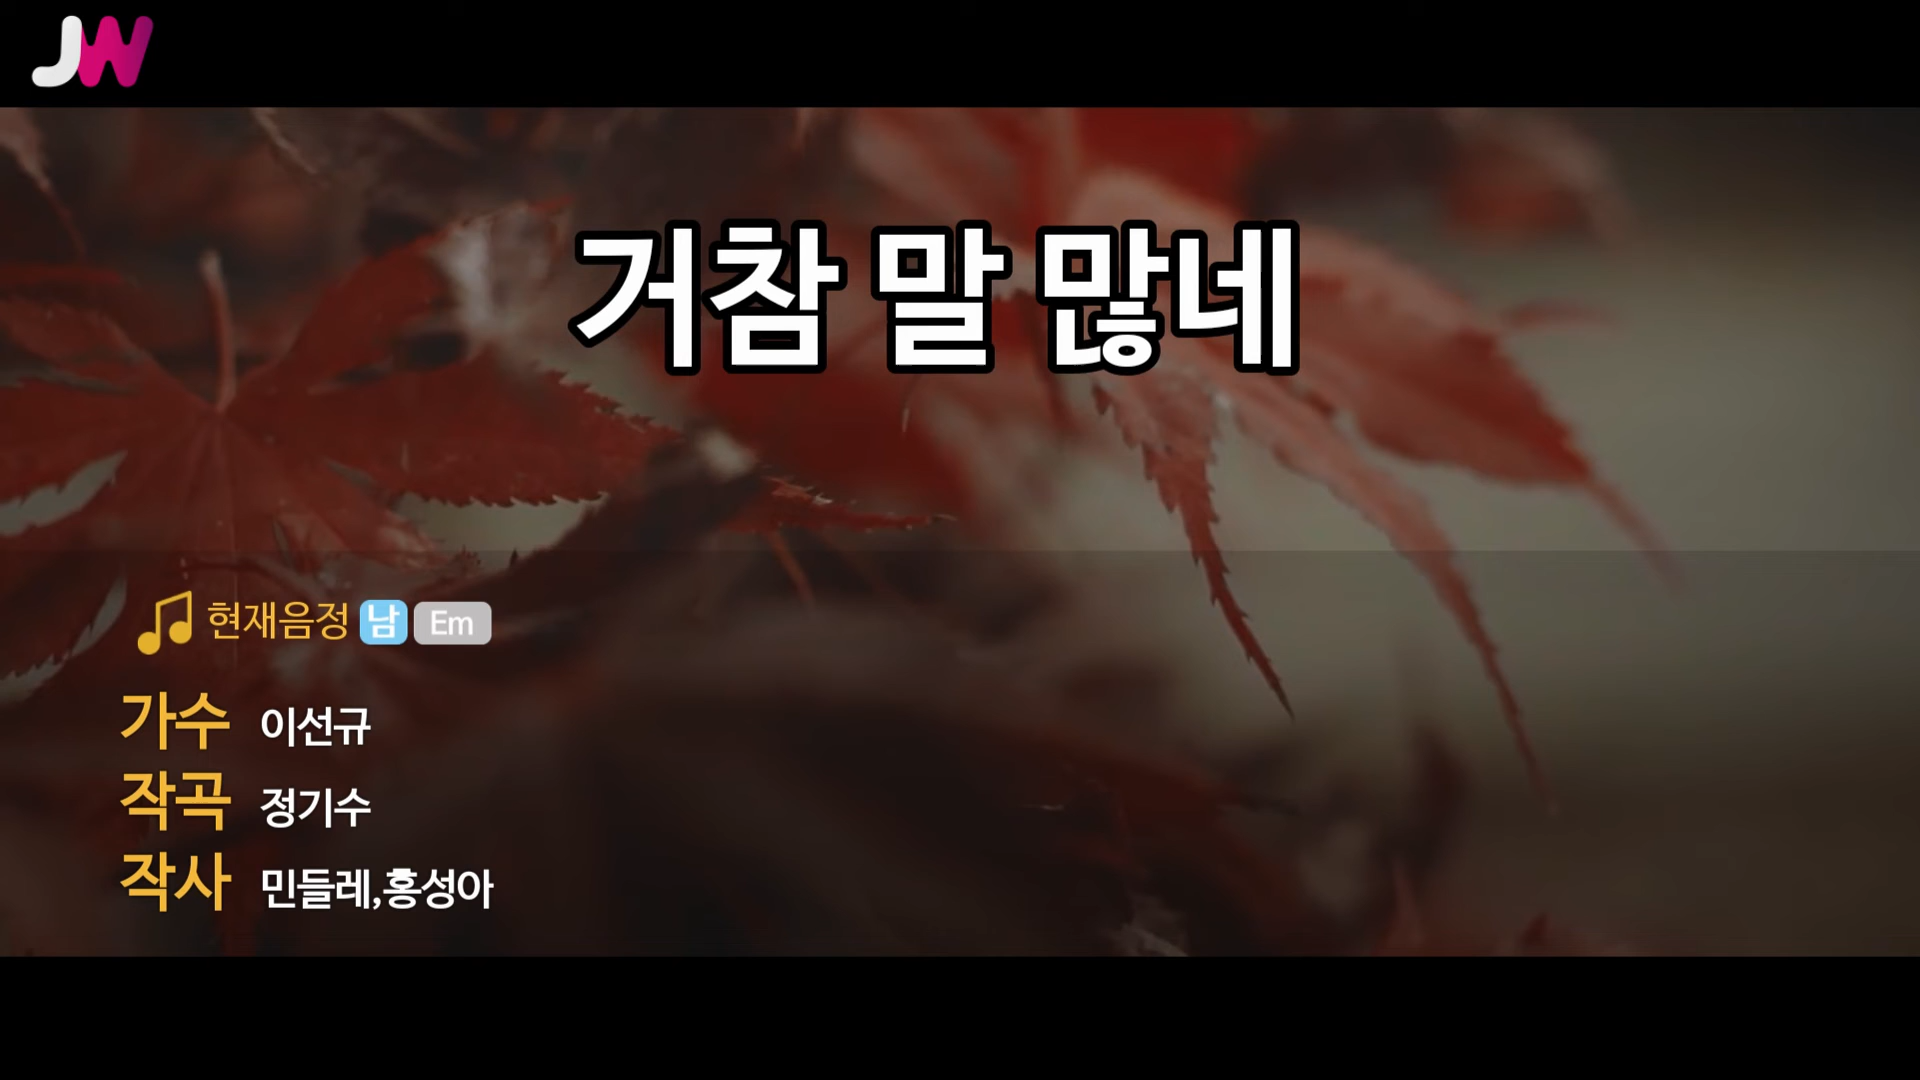 JW
거참 말 많네
현재음정 남 Em
가수 이선규
작곡 정기수
작사 민들레,홍성아